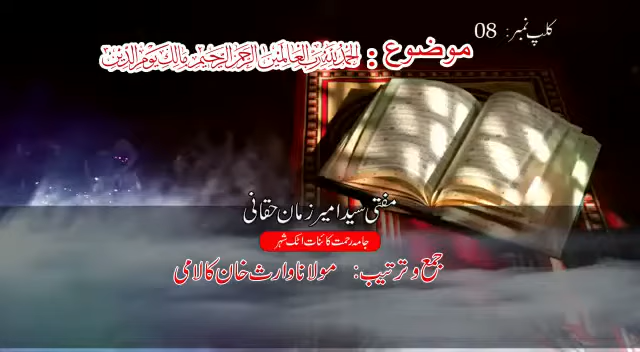 کلپ نمبر: 08
موضوع: الحمد للہ رب العالمین الرحمن الرحیم مالک یوم الدین
مفتی سید امیر زمان حقانی
جامعہ رحمت کائنات اٹک شہر
جمع و ترتیب: مولانا وارث خان کالامی